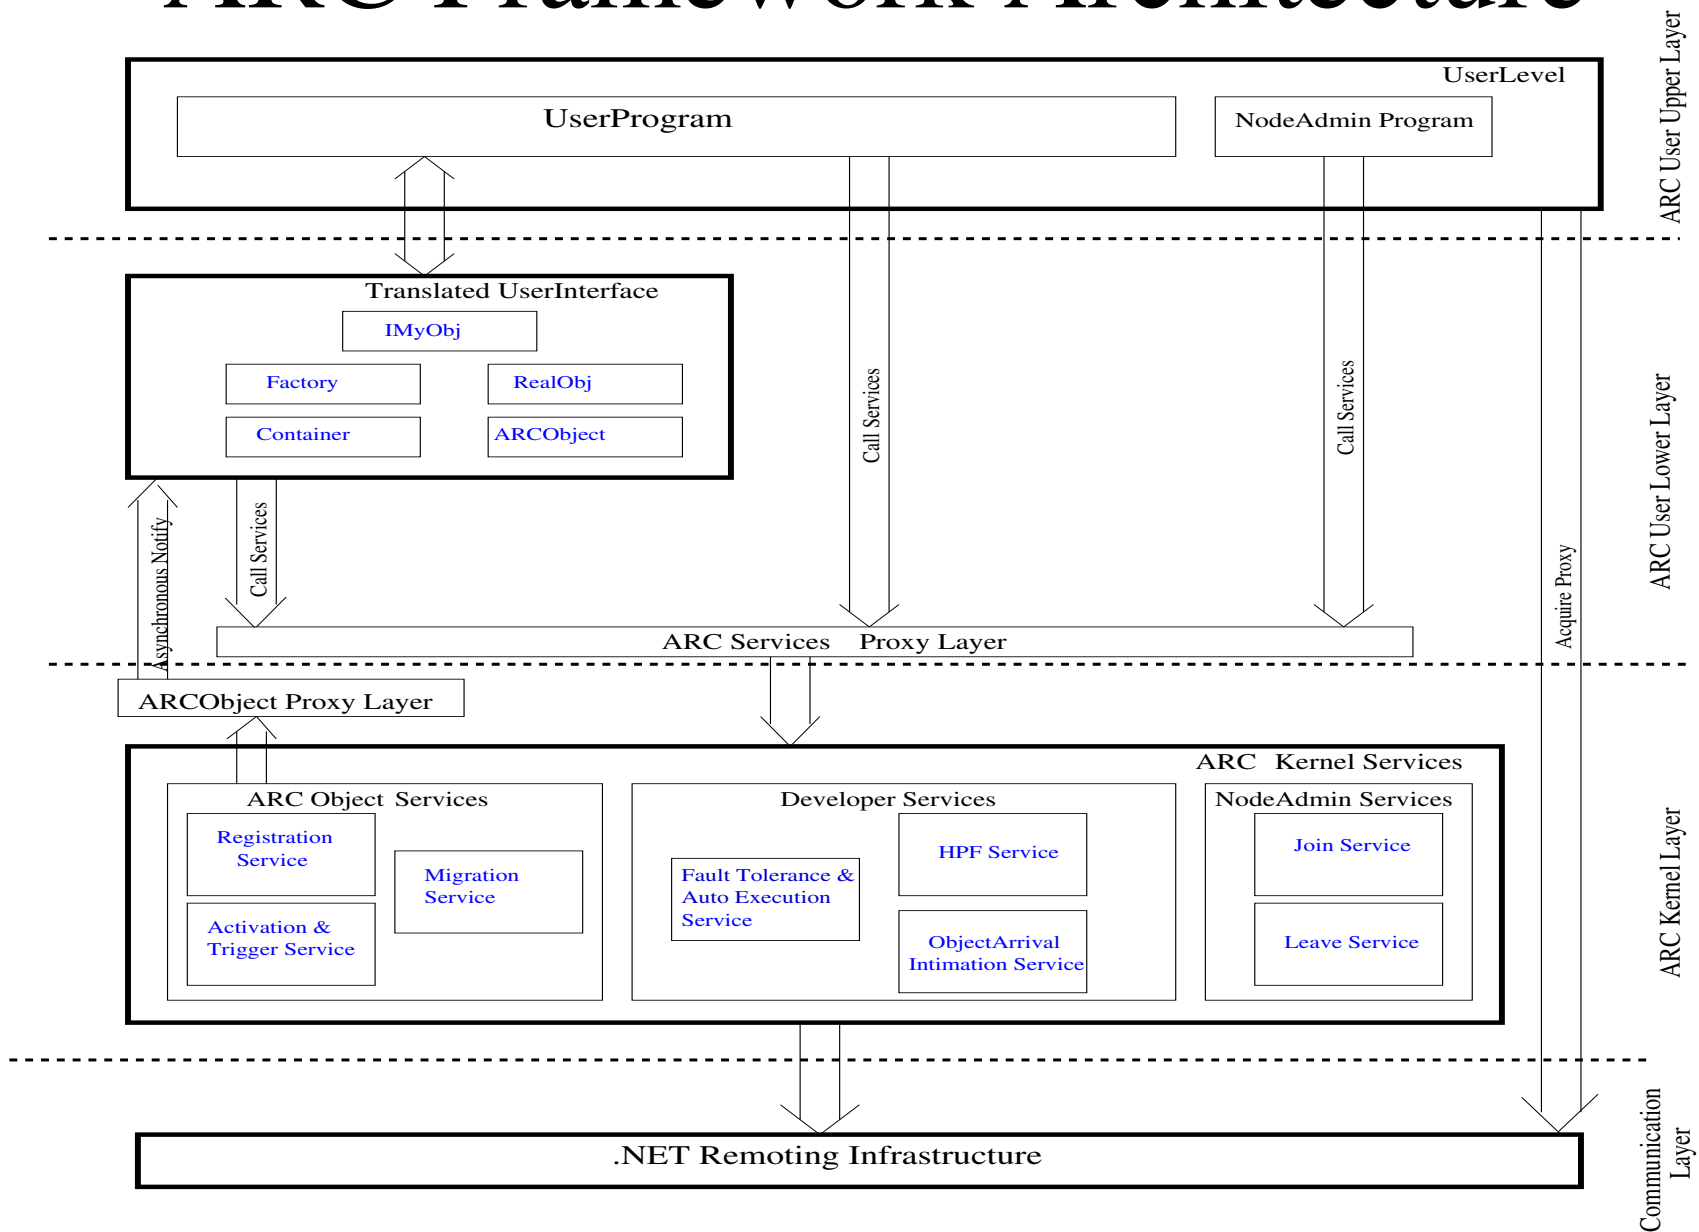 ARC Framework Architecture
UserLevel
UserProgram
NodeAdmin Program
ARC User Upper Layer
Translated UserInterface
IMyObj
Factory
RealObj
Container
ARCObject
Call Services
Call Services
ARC User Lower Layer
Asynchronous Notify
Call Services
Acquire Proxy
ARC Services Proxy Layer
ARCObject Proxy Layer
ARC Kernel Services
ARC Object Services
Registration
Service
Migration
Service
Activation &
Trigger Service
Developer Services
HPF Service
Fault Tolerance &
Auto Execution
Service
ObjectArrival
Intimation Service
NodeAdmin Services
Join Service
Leave Service
ARC Kernel Layer
.NET Remoting Infrastructure
Communication
Layer